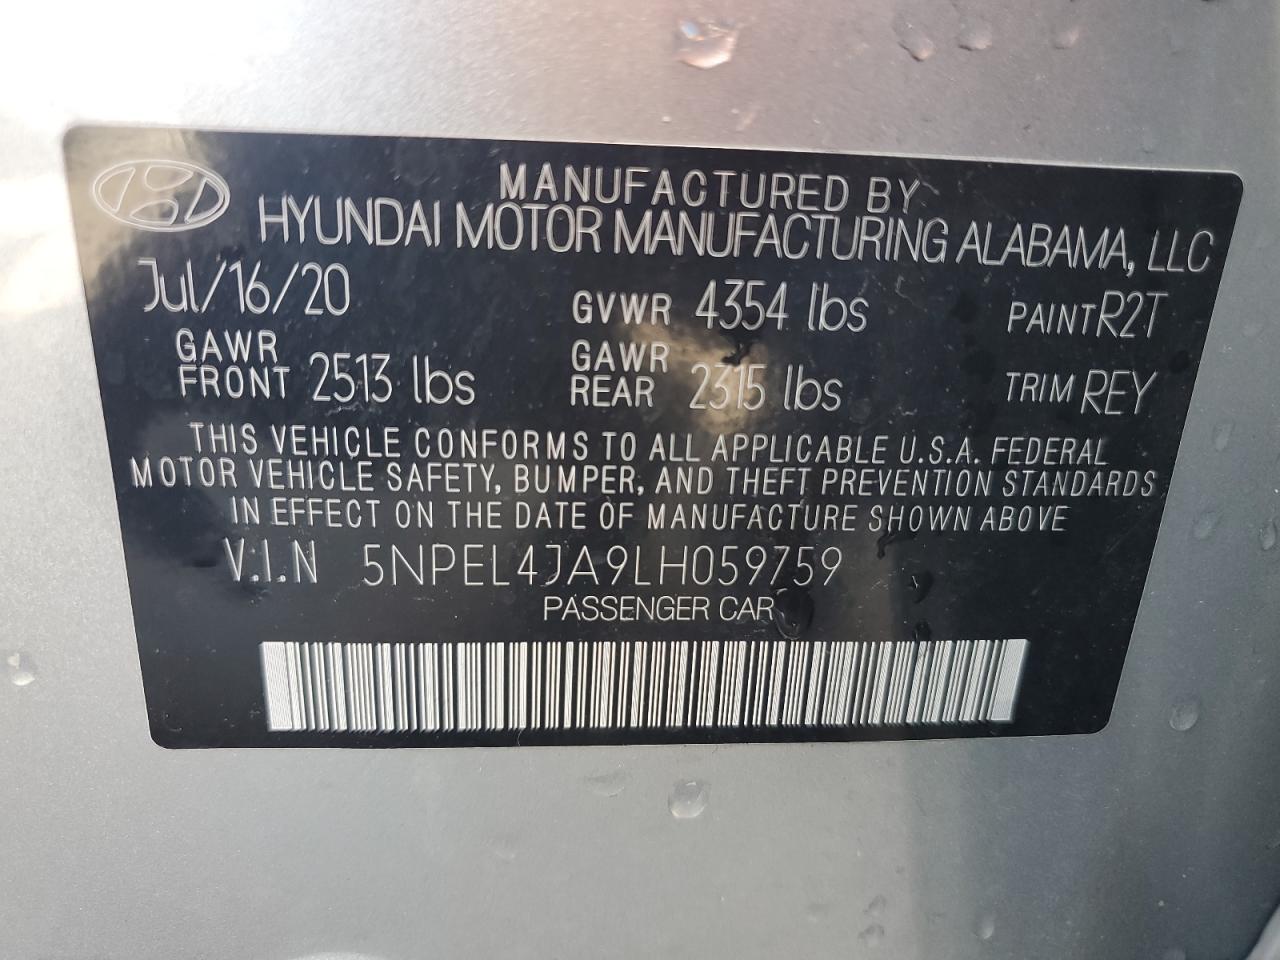 MANUFACTURED BY
HYUNDAI MOTOR MANUFACTURING ALABAMA, LLC
Jul/16/20 GVWR 4354 lbs PAINT R2T
GAWR FRONT 2513 lbs GAWR REAR 2315 lbs TRIM REY
THIS VEHICLE CONFORMS TO ALL APPLICABLE U.S.A. FEDERAL
MOTOR VEHICLE SAFETY, BUMPER, AND THEFT PREVENTION STANDARDS
IN EFFECT ON THE DATE OF MANUFACTURE SHOWN ABOVE
V.I.N 5NPEL4JA9LH059759
PASSENGER CAR